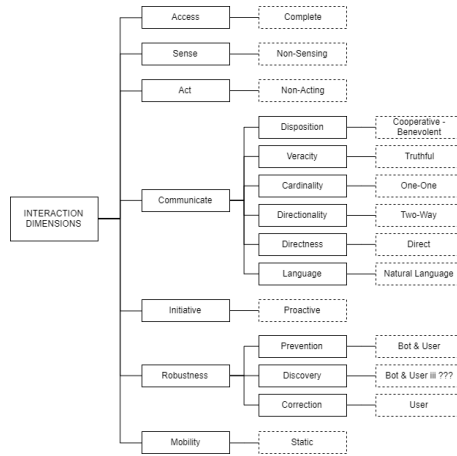 Access
Complete
Sense
Non-Sensing
Act
Non-Acting
Disposition
Cooperative -
Benevolent
Veracity
Truthful
Cardinality
One-One
INTERACTION
DIMENSIONS
Communicate
Directionality
Two-Way
Directness
Direct
Language
Natural Language
Initiative
Proactive
Prevention
Bot & User
Robustness
Discovery
Bot & User iii ???
Correction
User
Mobility
Static